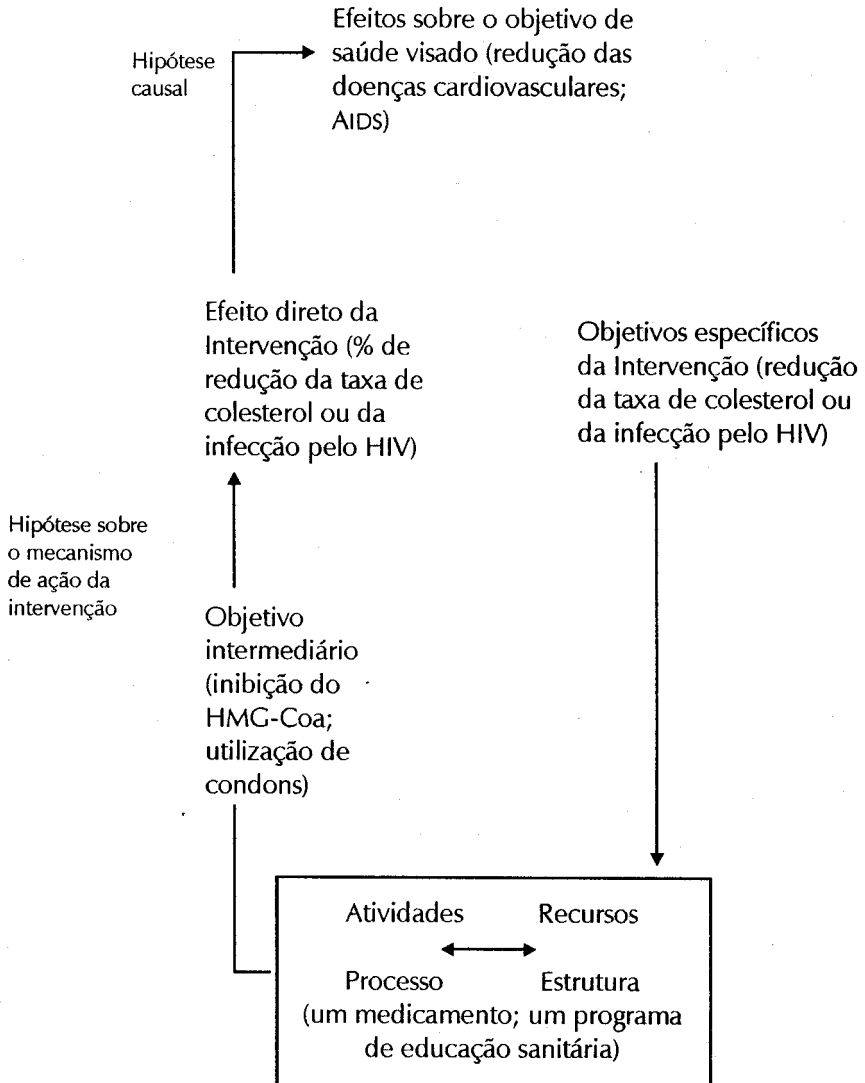 Efeitos sobre o objetivo de
saúde visado (redução das
doenças cardiovasculares;
AIDS)
Hipótese
causal
Efeito direto da
Intervenção (% de
redução da taxa de
colesterol ou da
infecção pelo HIV)
Objetivos específicos
da Intervenção (redução
da taxa de colesterol ou
da infecção pelo HIV)
Hipótese sobre
o mecanismo
de ação da
intervenção
Objetivo
intermediário
(inibição do
HMG-Coa;
utilização de
condons)
Atividades Recursos
Processo Estrutura
(um medicamento; um programa
de educação sanitária)